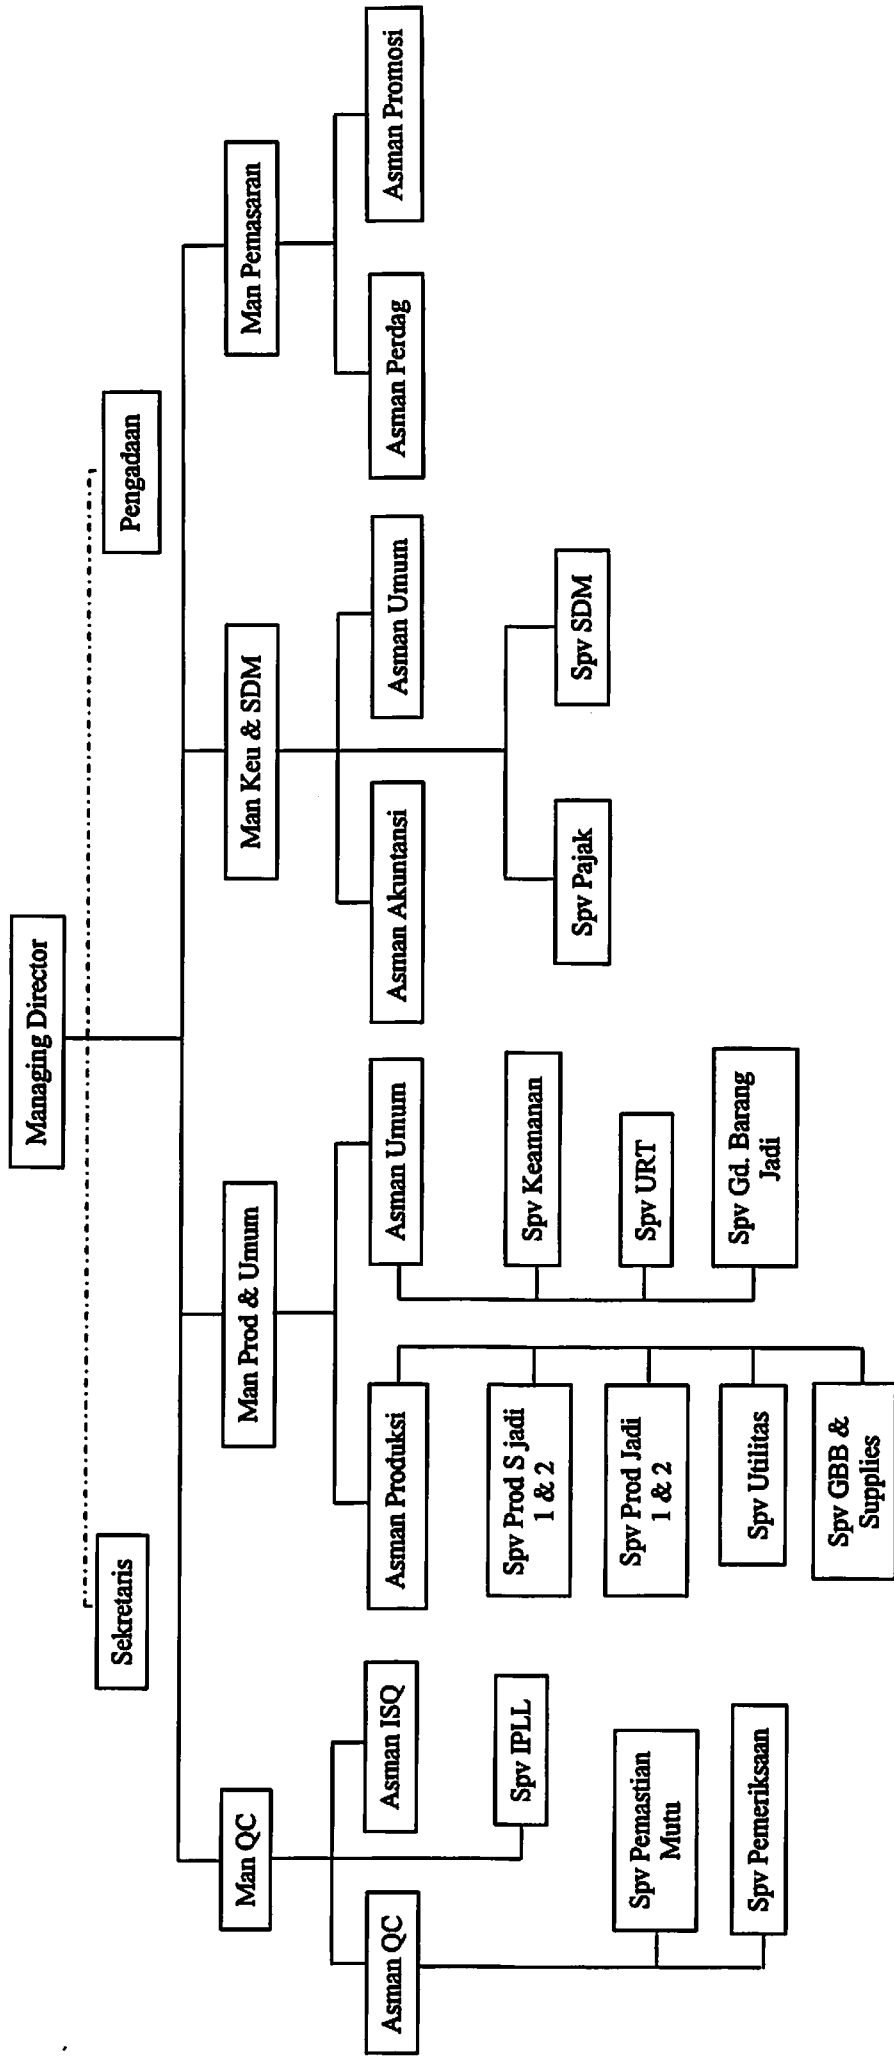 Managing Director
Sekretaris
Pengadaan
Man QC
Man Prod & Umum
Man Keu & SDM
Man Pemasaran
Asman QC
Asman ISQ
Asman Produksi
Asman Umum
Asman Akuntansi
Asman Umum
Asman Perdag
Asman Promosi
Spv IPLL
Spv Pemastian
Mutu
Spv Pemeriksaan
Spv Prod S jadi
1 & 2
Spv Prod Jadi
1 & 2
Spv Utilitas
Spv GBB &
Supplies
Spv Keamanan
Spv URT
Spv Gd. Barang
Jadi
Spv Pajak
Spv SDM